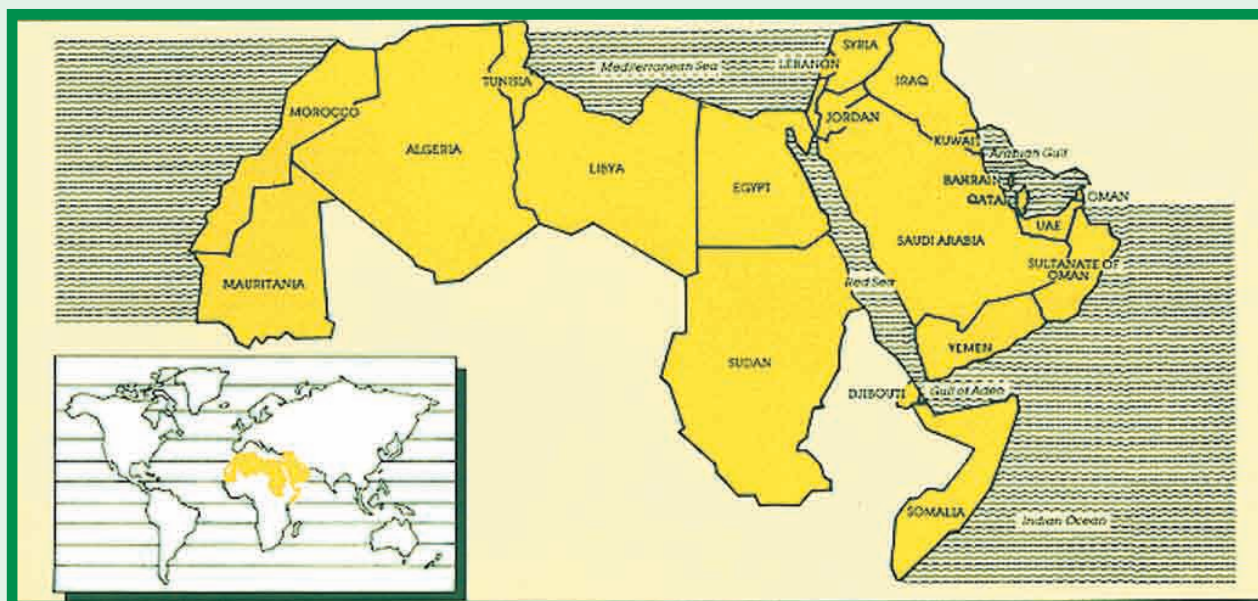 SYRIA
Mediterranean Sea
LEBANON
TUNISIA
IRAQ
MOROCCO
JORDAN
KUWAIT
ALGERIA
Arabian Gulf
LIBYA
BAHRAIN
EGYPT
QATAR
OMAN
UAE
SAUDI ARABIA
SULTANATE OF
OMAN
MAURITANIA
Red Sea
YEMEN
SUDAN
DJIBOUTI
Gulf of Aden
SOMALIA
Indian Ocean